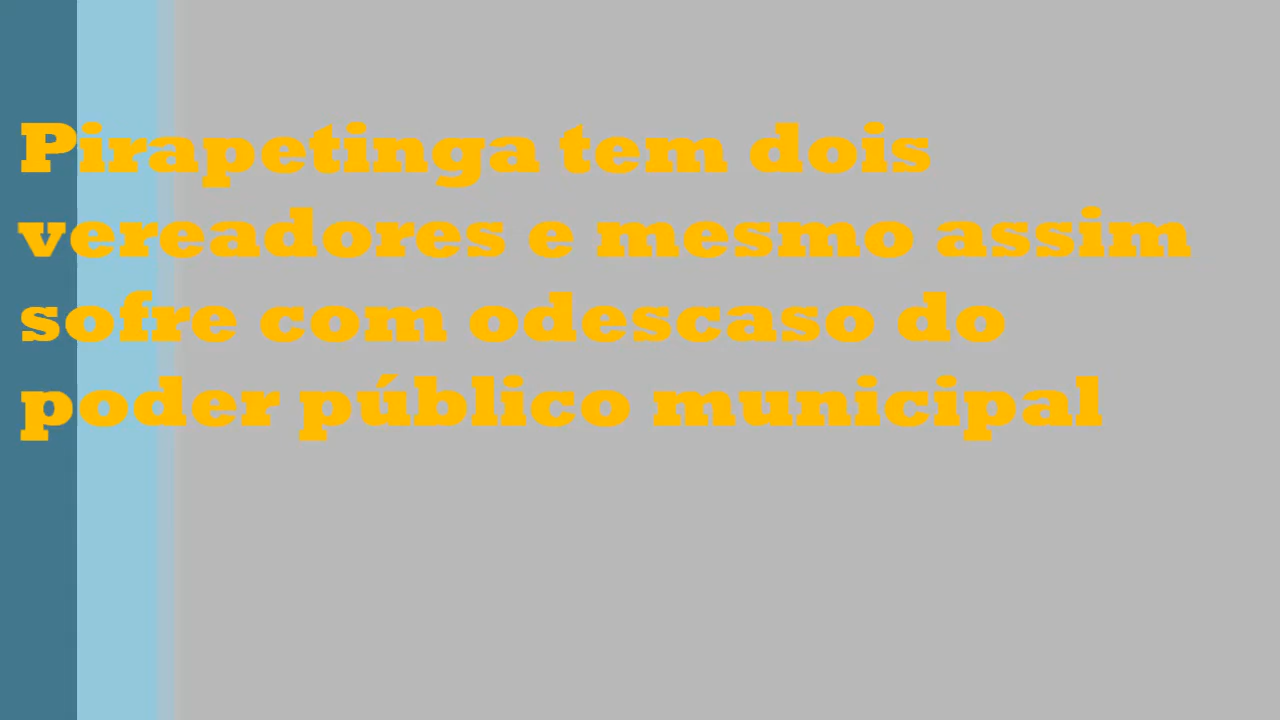 Pirapetinga tem dois
vereadores e mesmo assim
sofre com odescaso do
poder público municipal